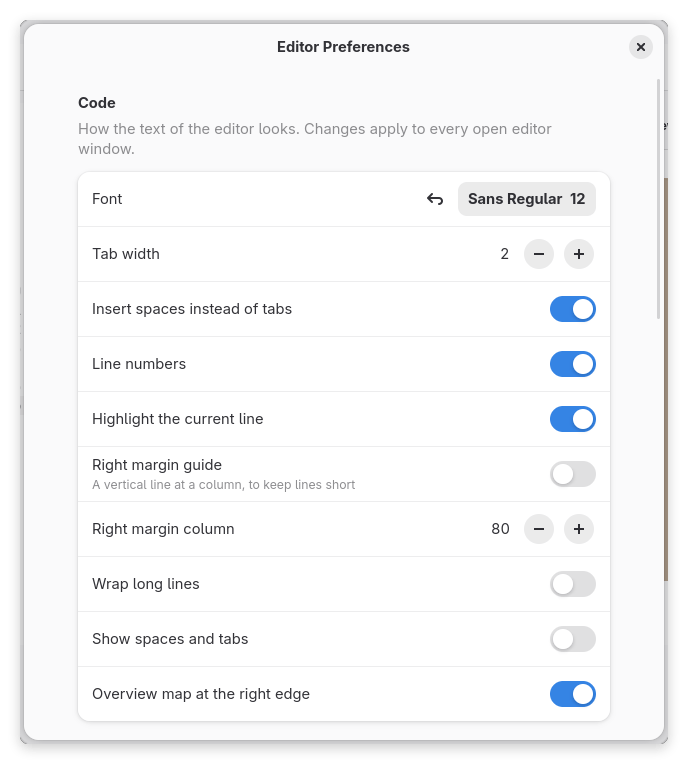 Editor Preferences
Code
How the text of the editor looks. Changes apply to every open editor
window.
Font
Sans Regular 12
Tab width
2
Insert spaces instead of tabs
Line numbers
Highlight the current line
Right margin guide
A vertical line at a column, to keep lines short
Right margin column
80
Wrap long lines
Show spaces and tabs
Overview map at the right edge